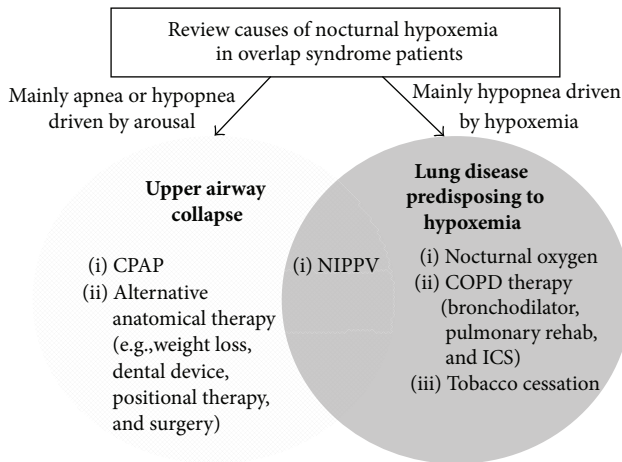 Review causes of nocturnal hypoxemia
in overlap syndrome patients
Mainly apnea or hypopnea
driven by arousal
Mainly hypopnea driven
by hypoxemia
Upper airway
collapse
(i) CPAP
(ii) Alternative
anatomical therapy
(e.g.,weight loss,
dental device,
positional therapy,
and surgery)
(i) NIPPV
Lung disease
predisposing to
hypoxemia
(i) Nocturnal oxygen
(ii) COPD therapy
(bronchodilator,
pulmonary rehab,
and ICS)
(iii) Tobacco cessation